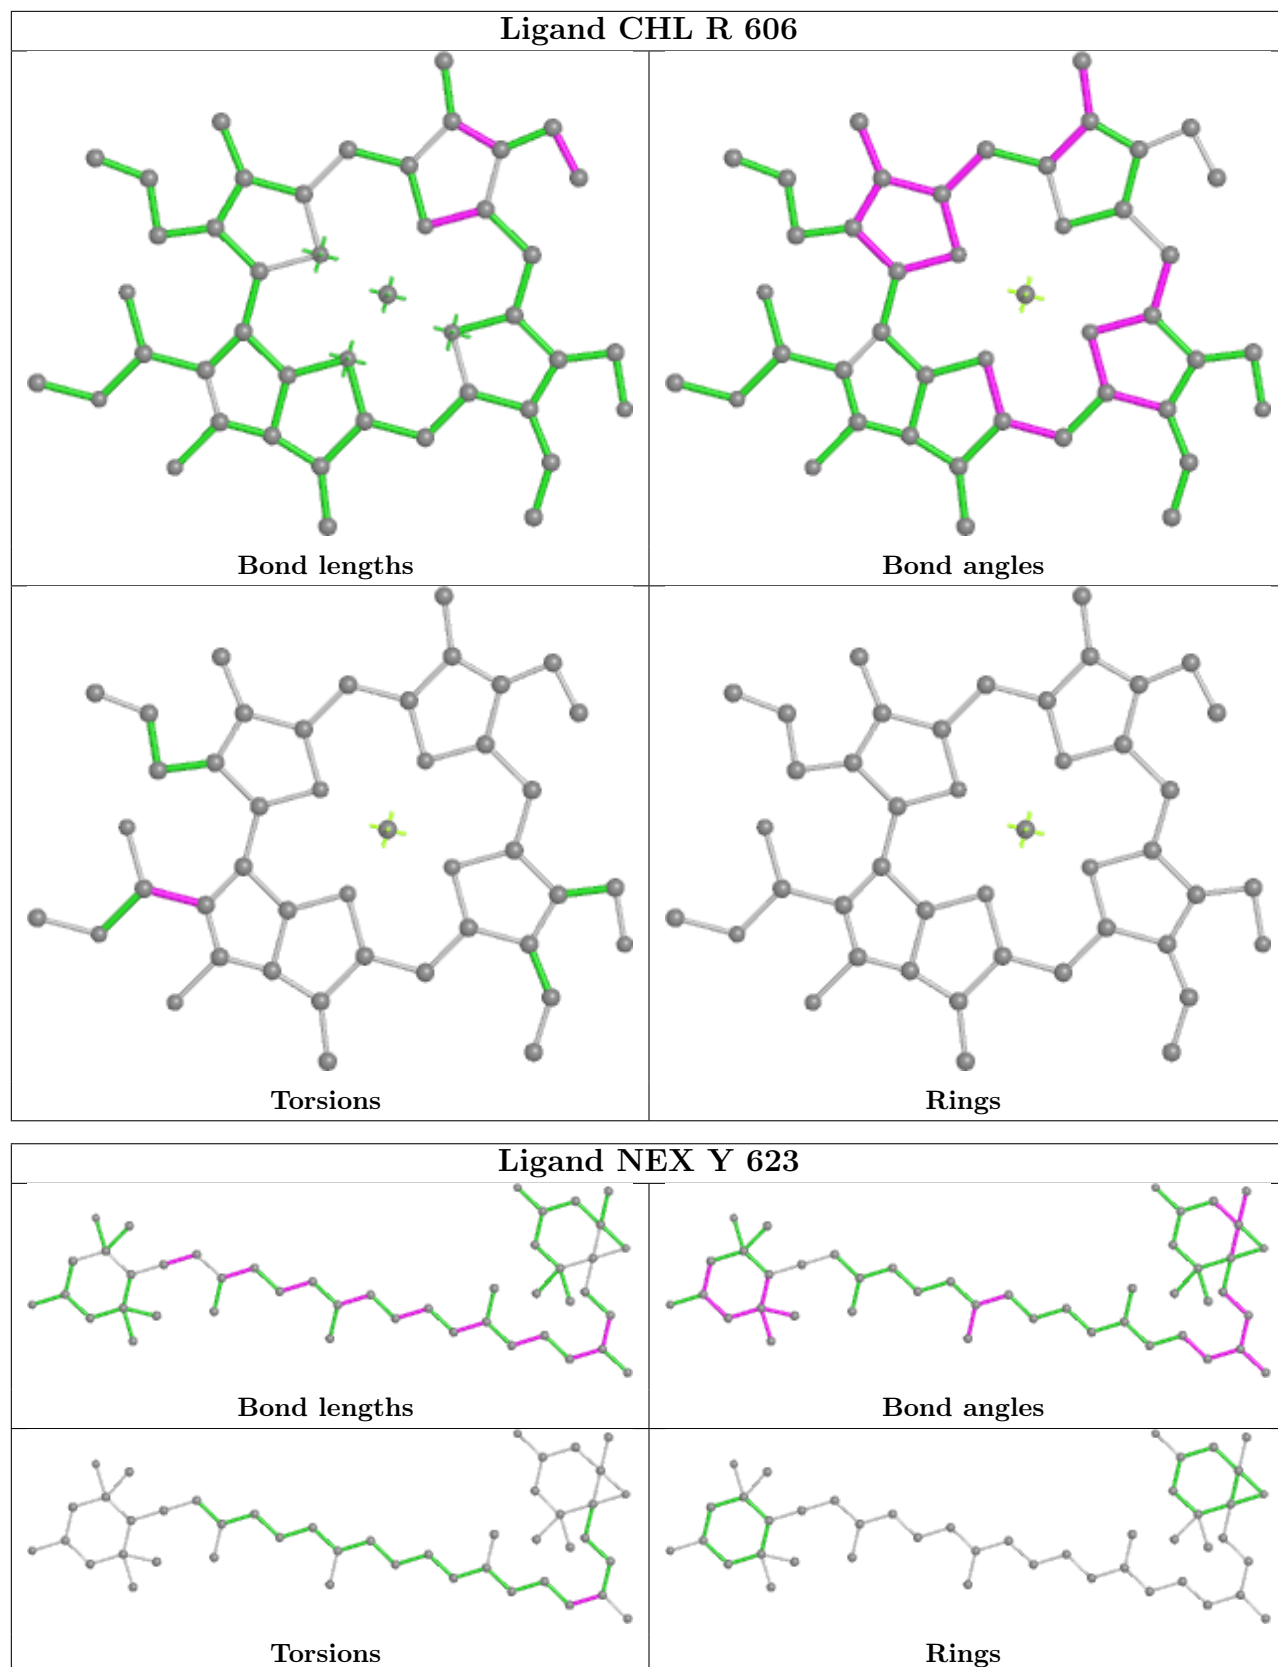 Ligand CHL R 606
Bond lengths
Bond angles
Torsions
Rings
Ligand NEX Y 623
Bond lengths
Bond angles
Torsions
Rings